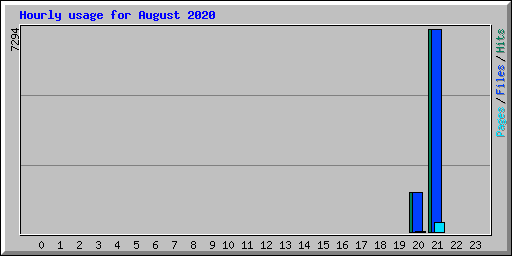 Hourly usage for August 2020
7294
Pages/Files/Hits
0 1 2 3 4 5 6 7 8 9 10 11 12 13 14 15 16 17 18 19 20 21 22 23